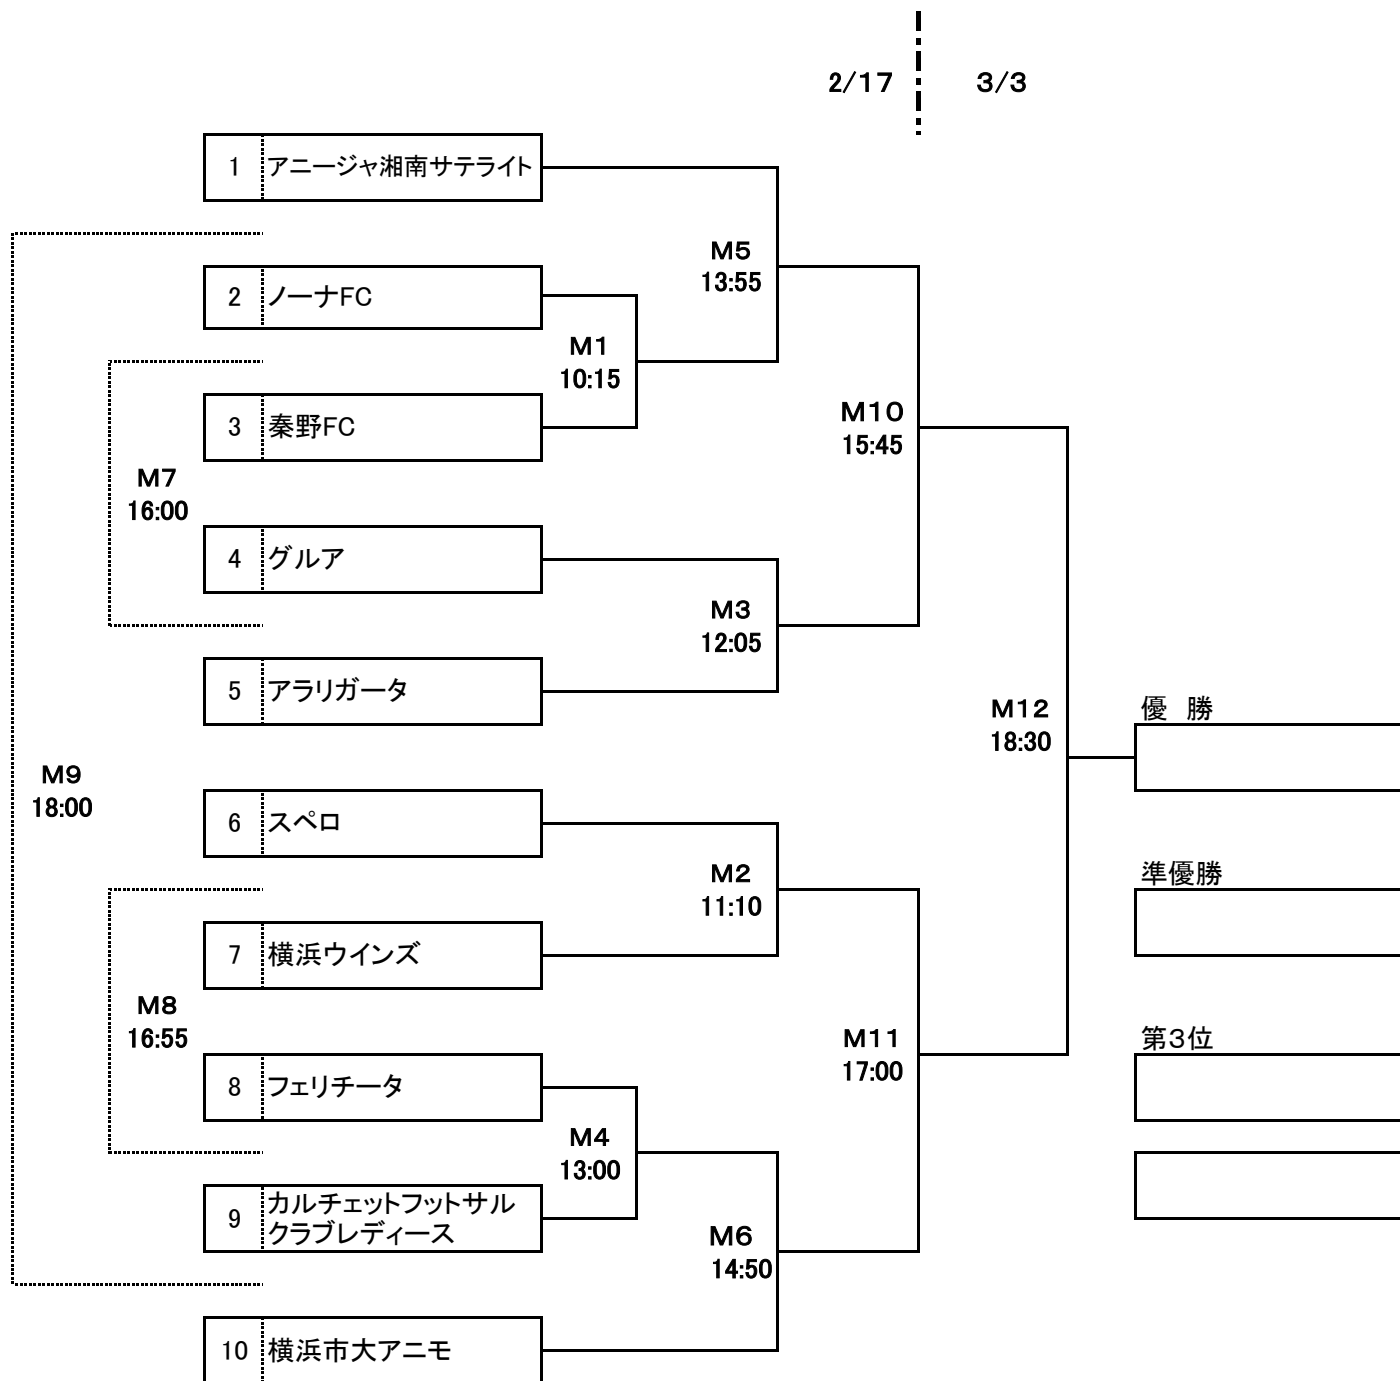 2/17
3/3
1 アニージャ湘南サテライト
M5
13:55
2 ノーナFC
M1
10:15
3 秦野FC
M10
15:45
M7
16:00
4 グルア
M3
12:05
5 アラリガータ
M12
18:30
優 勝
M9
18:00
6 スペロ
M2
11:10
準優勝
7 横浜ウインズ
M8
16:55
M11
17:00
第3位
8 フェリチータ
M4
13:00
9 カルチェットフットサル
クラブレディース
M6
14:50
10 横浜市大アニモ